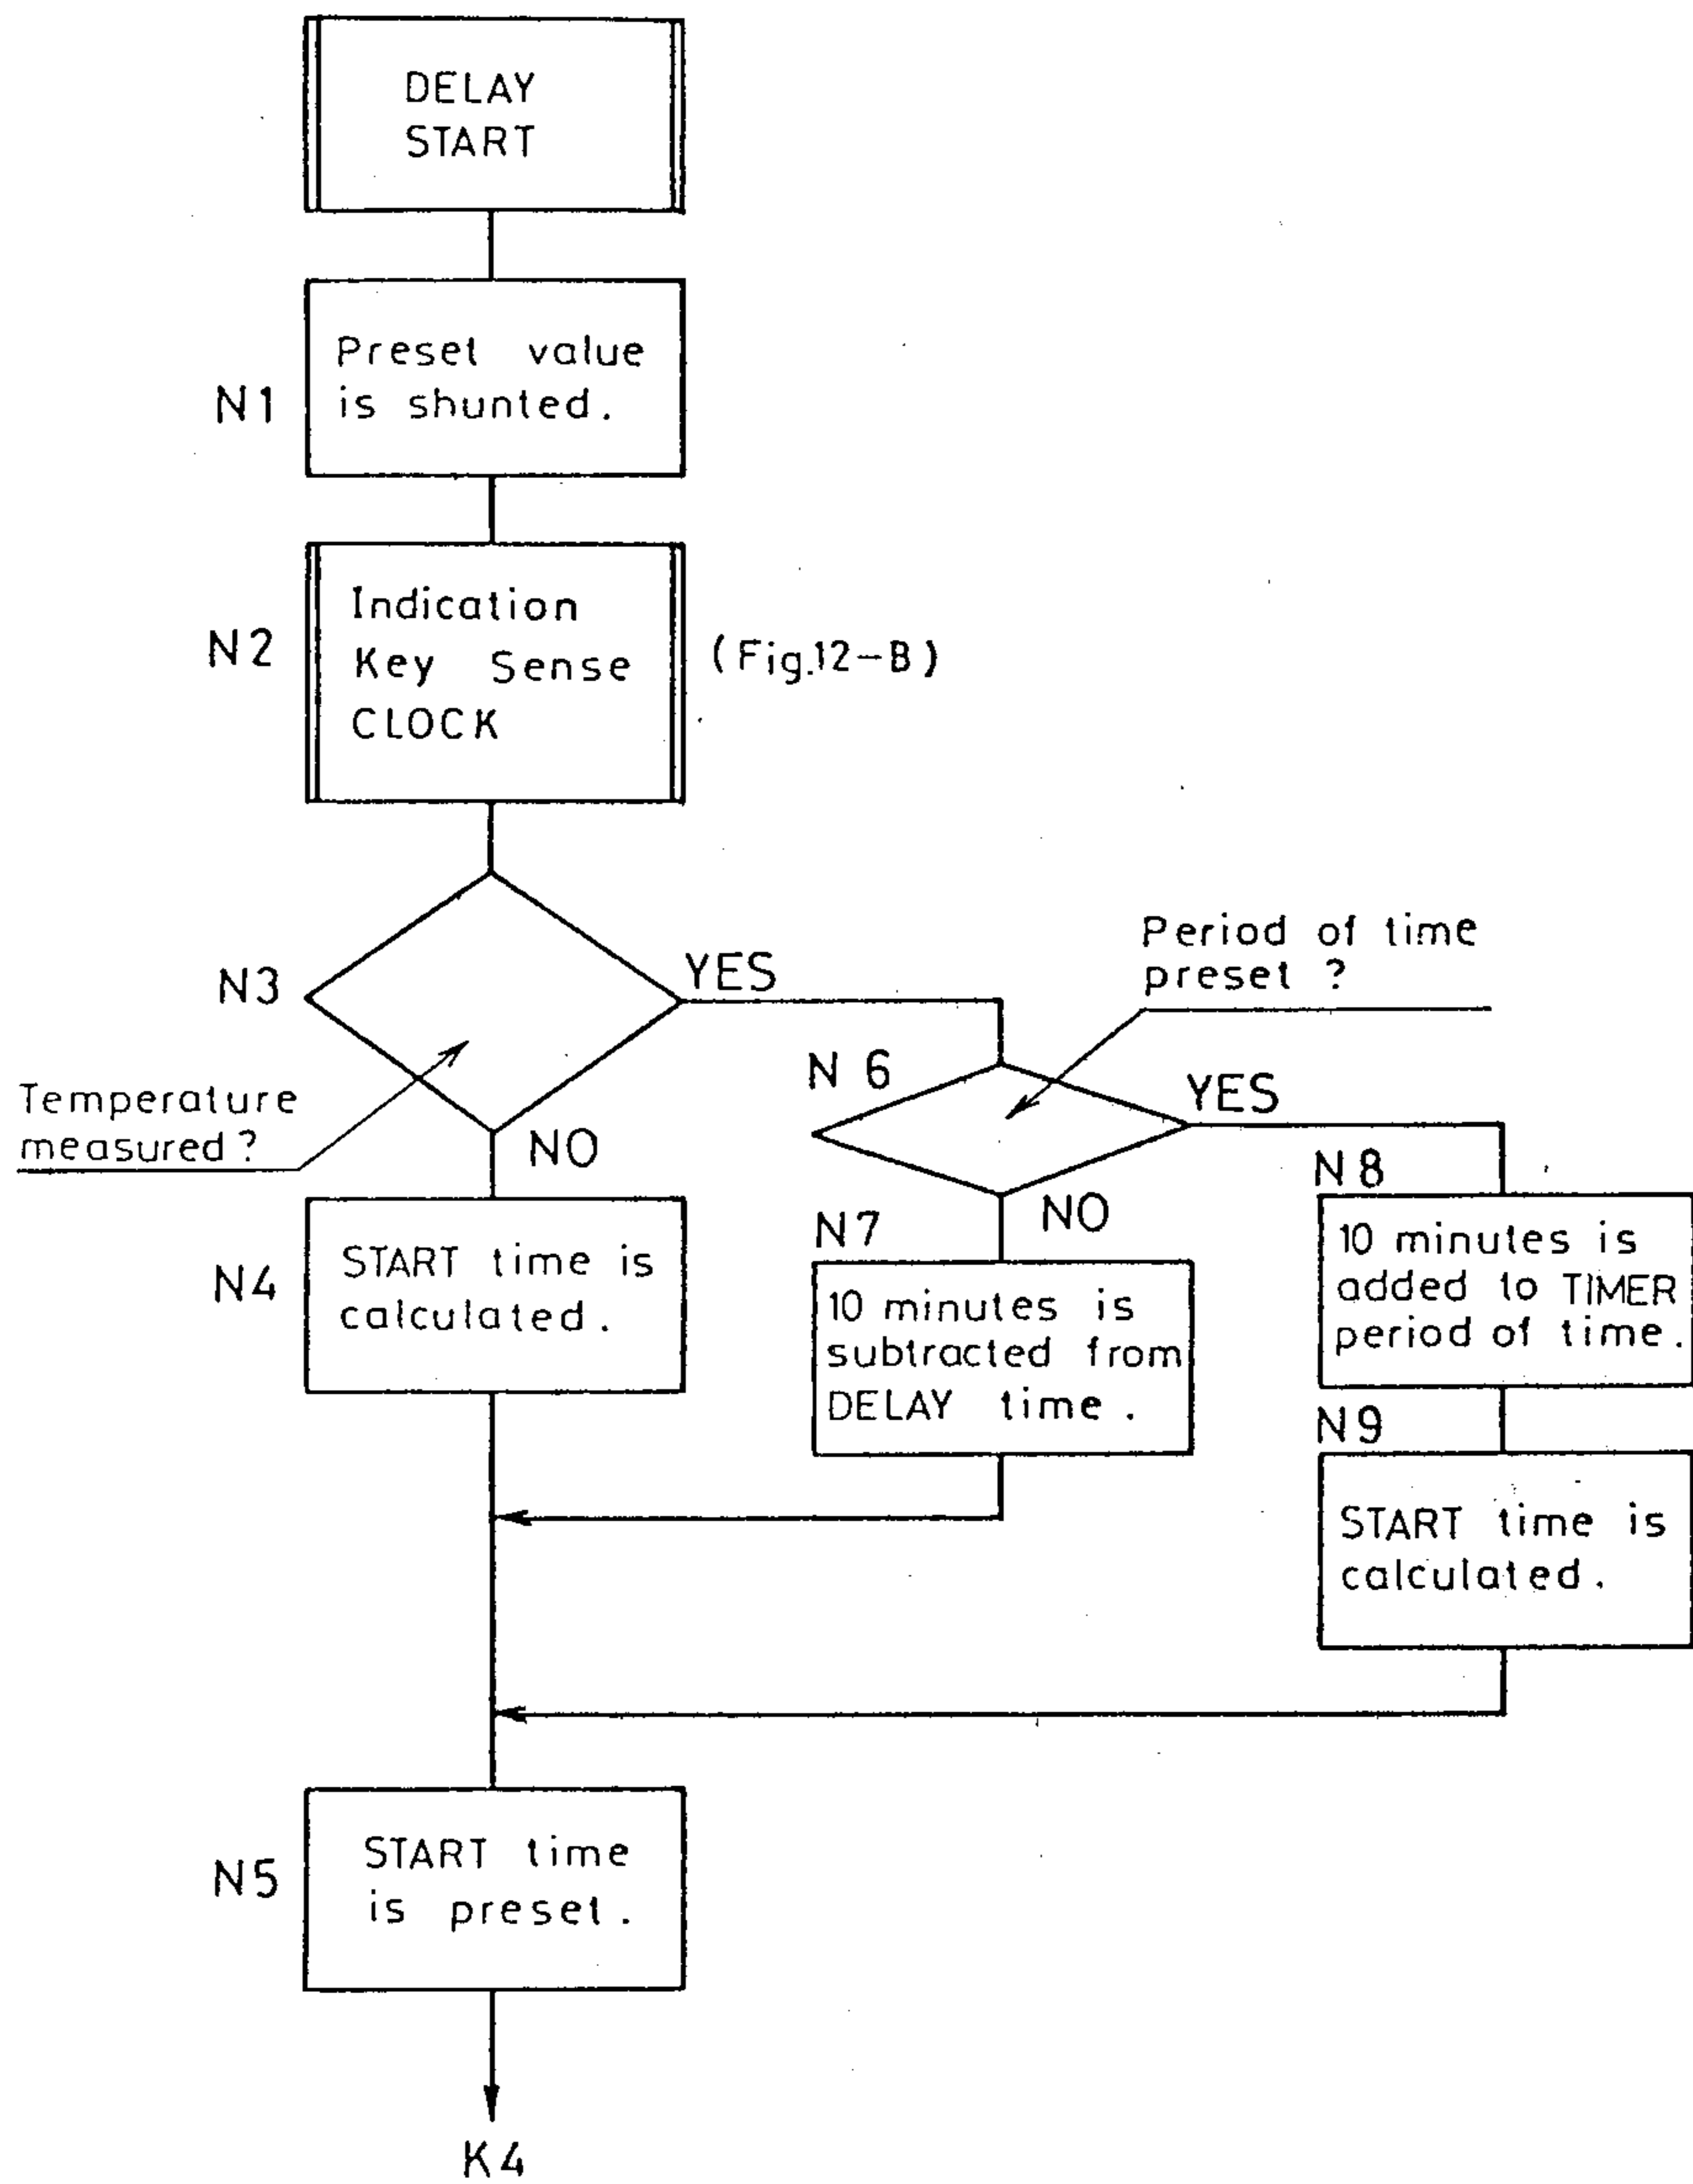 DELAY
START
N1
Preset value
is shunted.
N2
Indication
Key Sense
CLOCK
(Fig.12-B)
N3
YES
Temperature
measured?
NO
Period of time
preset ?
N 6
YES
NO
N4
START time is
calculated.
N7
10 minutes is
subtracted from
DELAY time.
N8
10 minutes is
added to TIMER
period of time.
N9
START time is
calculated.
N5
START time
is preset.
K4